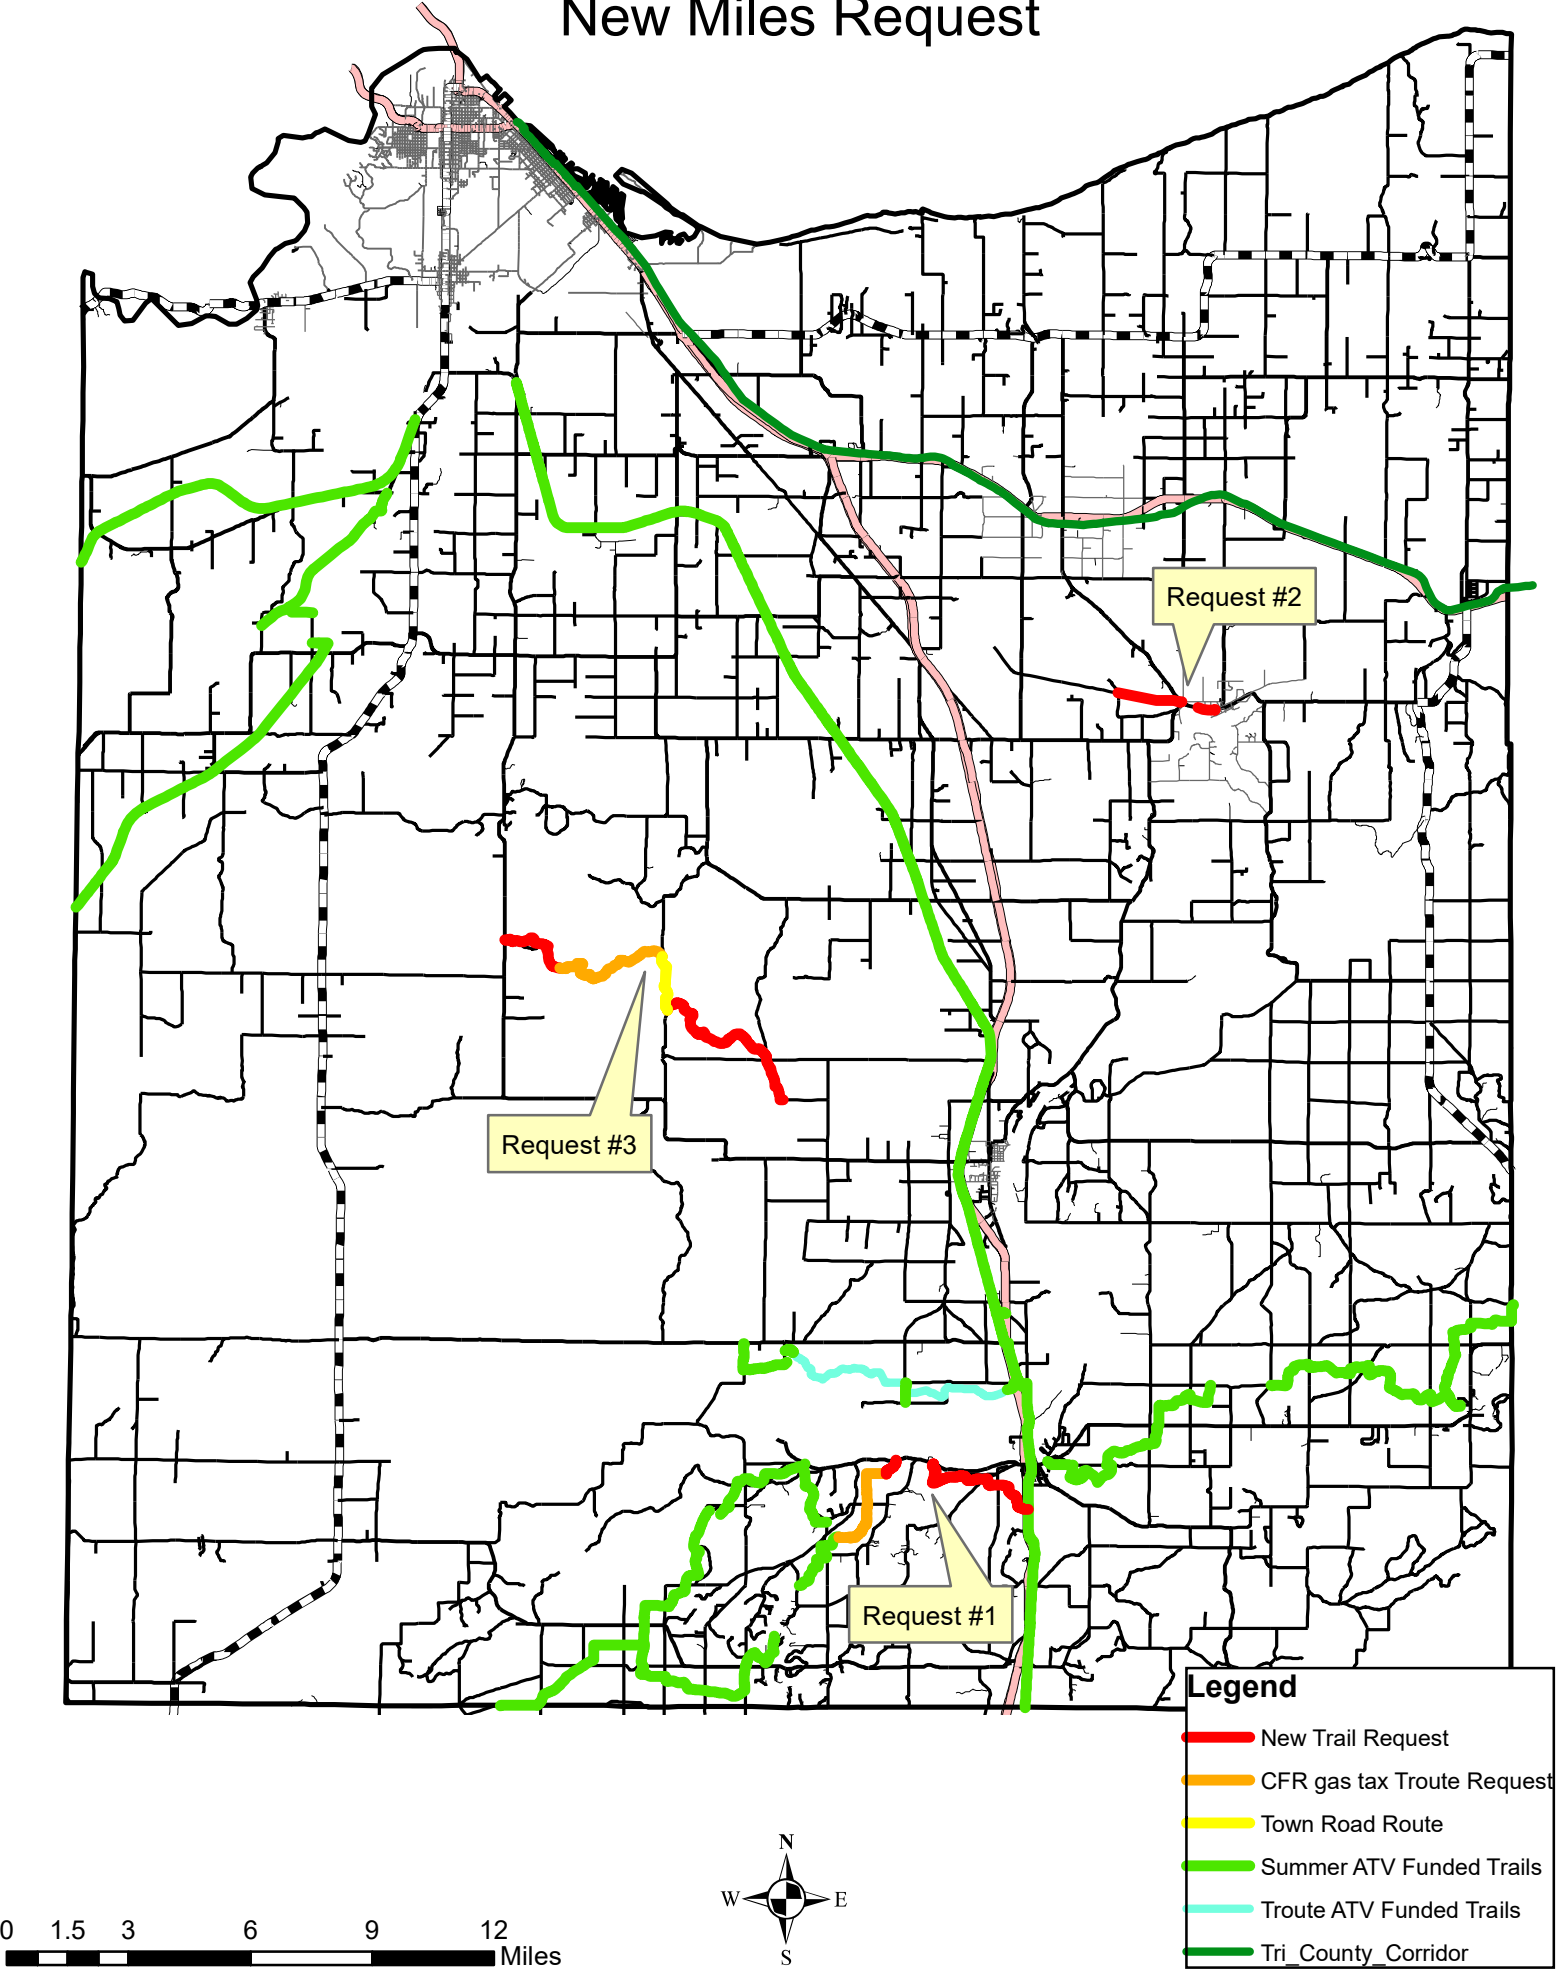 New Miles Request
Request #2
Request #3
Request #1
Legend
New Trail Request
CFR gas tax Troute Request
Town Road Route
Summer ATV Funded Trails
Troute ATV Funded Trails
Tri_County_Corridor
N
W E
S
0 1.5 3 6 9 12
Miles